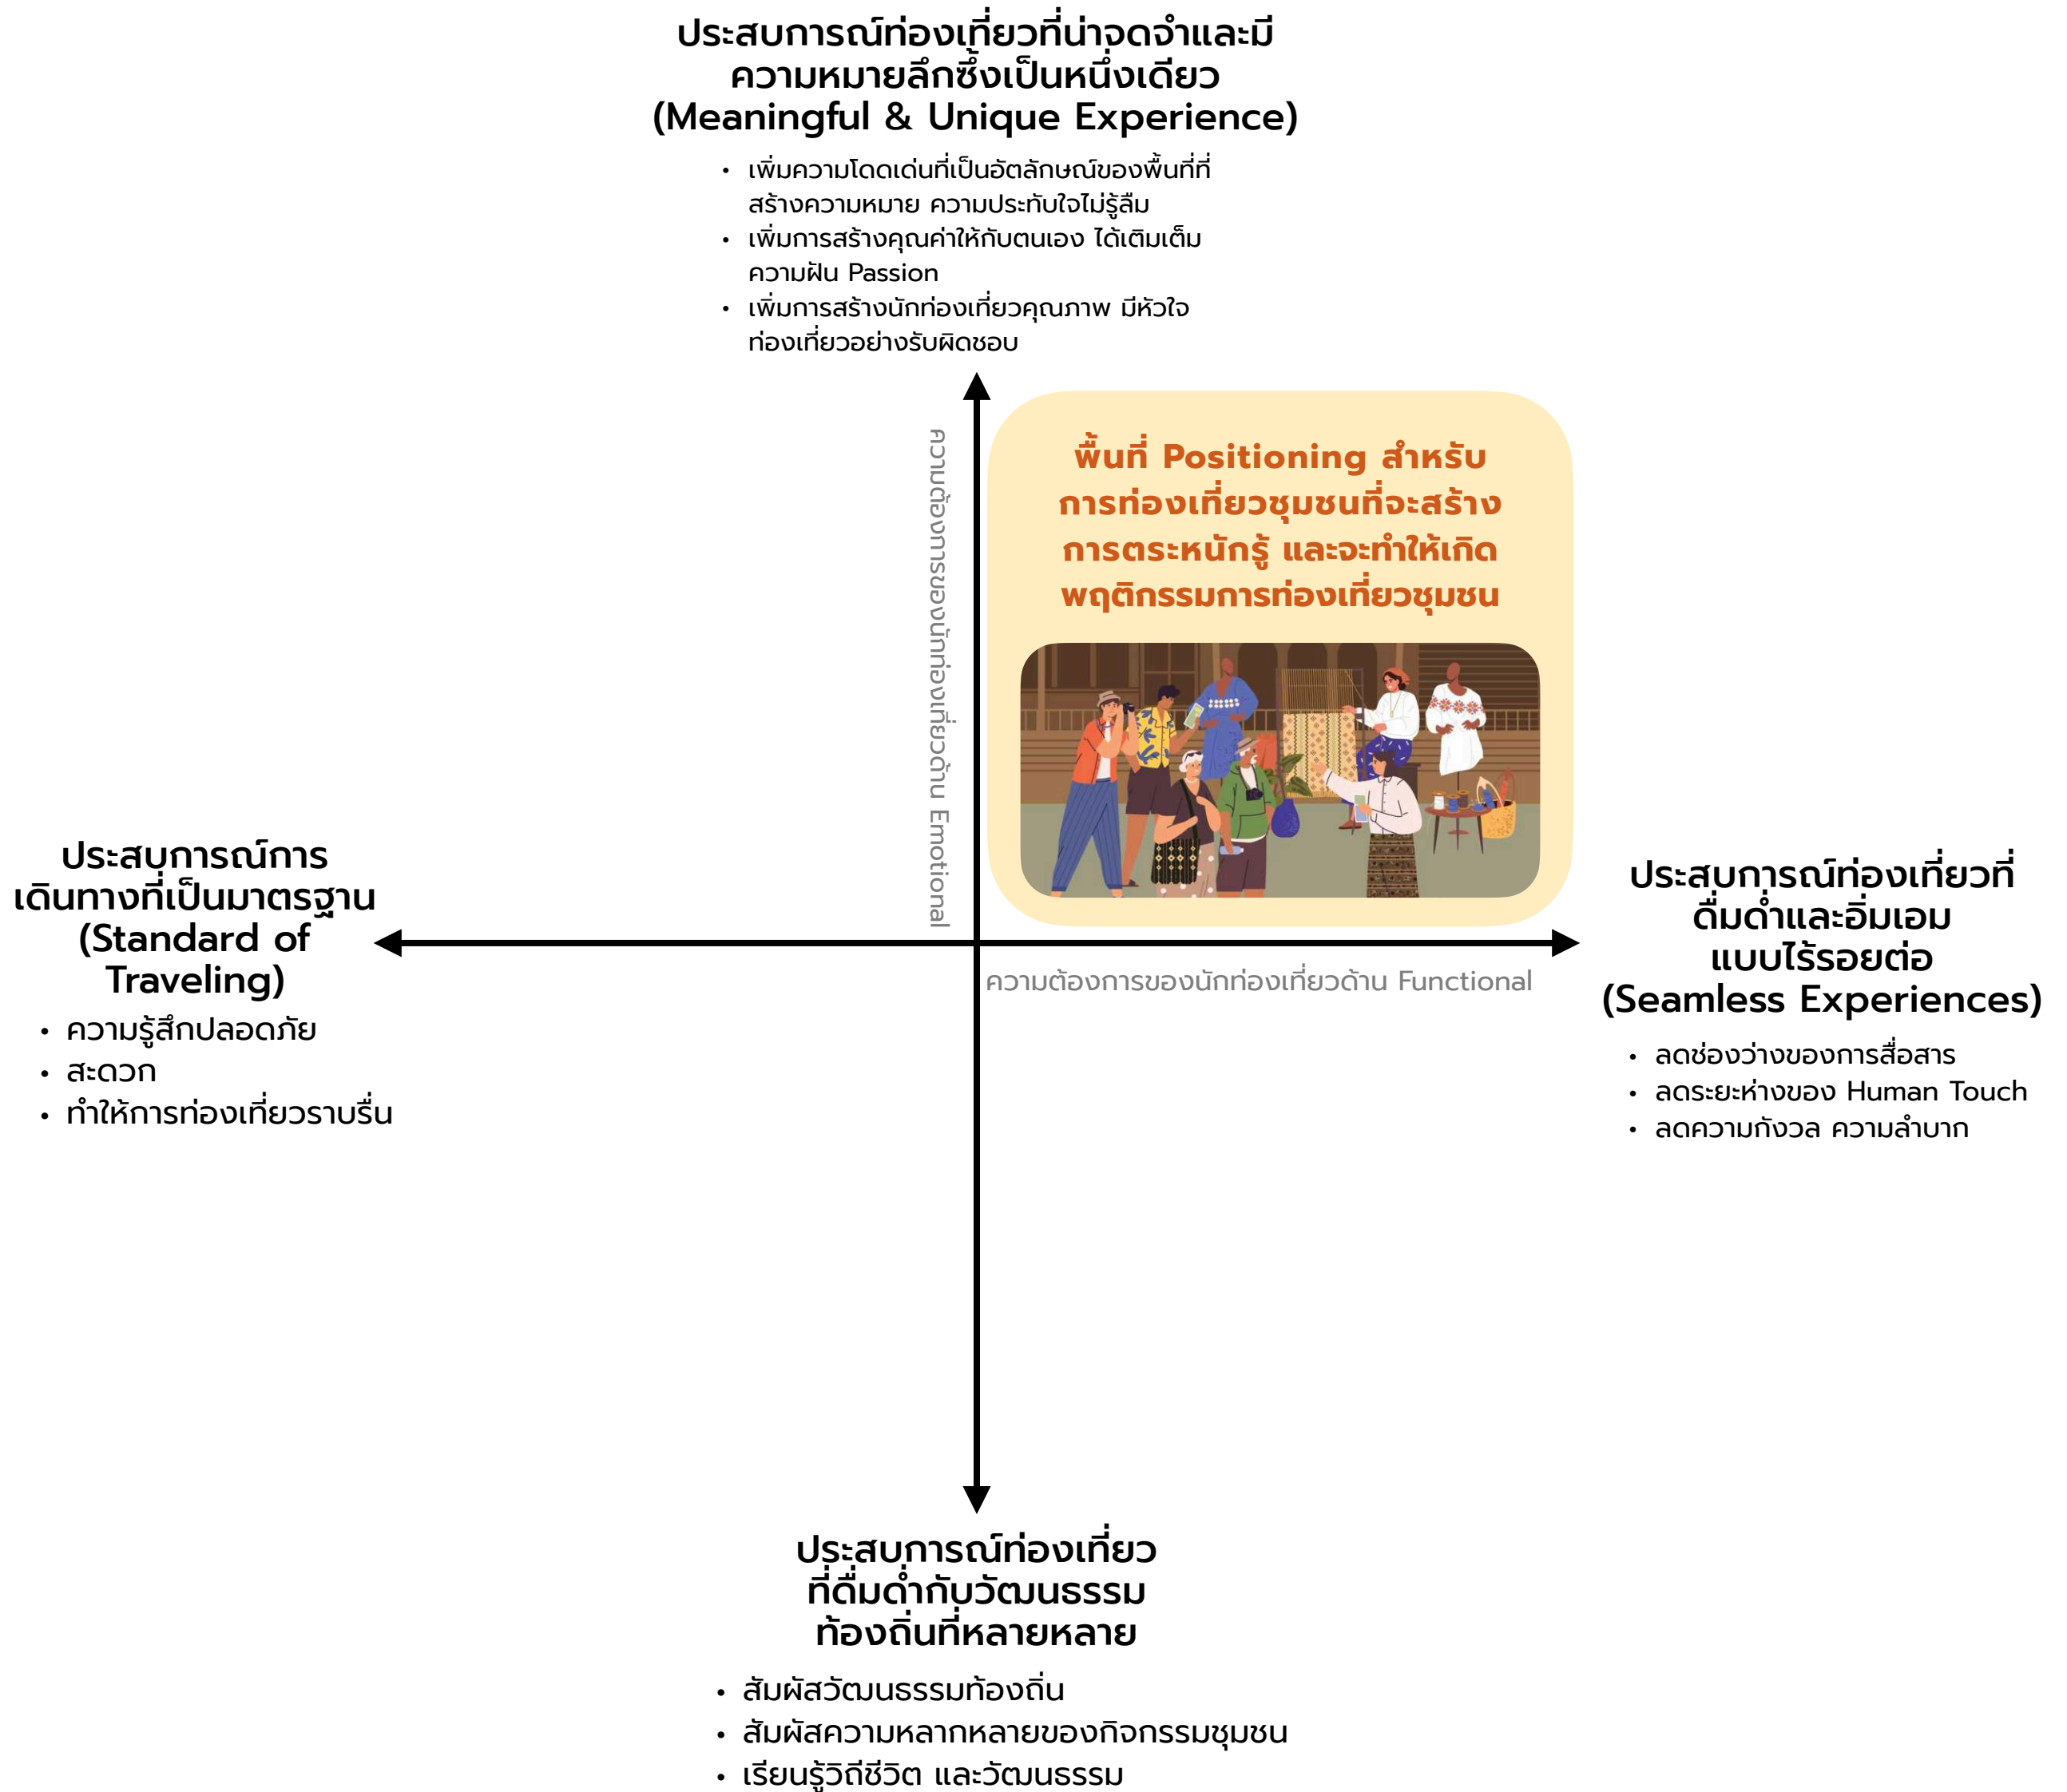 ประสบการณ์ท่องเที่ยวที่น่าจดจำและมี
ความหมายลึกซึ้งเป็นหนึ่งเดียว
(Meaningful & Unique Experience)
• เพิ่มความโดดเด่นที่เป็นอัตลักษณ์ของพื้นที่ที่
สร้างความหมาย ความประทับใจไม่รู้ลืม
• เพิ่มการสร้างคุณค่าให้กับตนเอง ได้เติมเต็ม
ความฝัน Passion
• เพิ่มการสร้างนักท่องเที่ยวคุณภาพ มีหัวใจ
ท่องเที่ยวอย่างรับผิดชอบ
ความต้องการของนักท่องเที่ยวด้าน Emotional
พื้นที่ Positioning สำหรับ
การท่องเที่ยวชุมชนที่จะสร้าง
การตระหนักรู้ และจะทำให้เกิด
พฤติกรรมการท่องเที่ยวชุมชน
ประสบการณ์การ
เดินทางที่เป็นมาตรฐาน
(Standard of
Traveling)
• ความรู้สึกปลอดภัย
• สะดวก
• ทำให้การท่องเที่ยวราบรื่น
ความต้องการของนักท่องเที่ยวด้าน Functional
ประสบการณ์ท่องเที่ยวที่
ดื่มด่ำและอิ่มเอม
แบบไร้รอยต่อ
(Seamless Experiences)
• ลดช่องว่างของการสื่อสาร
• ลดระยะห่างของ Human Touch
• ลดความกังวล ความลำบาก
ประสบการณ์ท่องเที่ยว
ที่ดื่มด่ำกับวัฒนธรรม
ท้องถิ่นที่หลายหลาย
• สัมผัสวัฒนธรรมท้องถิ่น
• สัมผัสความหลากหลายของกิจกรรมชุมชน
• เรียนรู้วิถีชีวิต และวัฒนธรรม